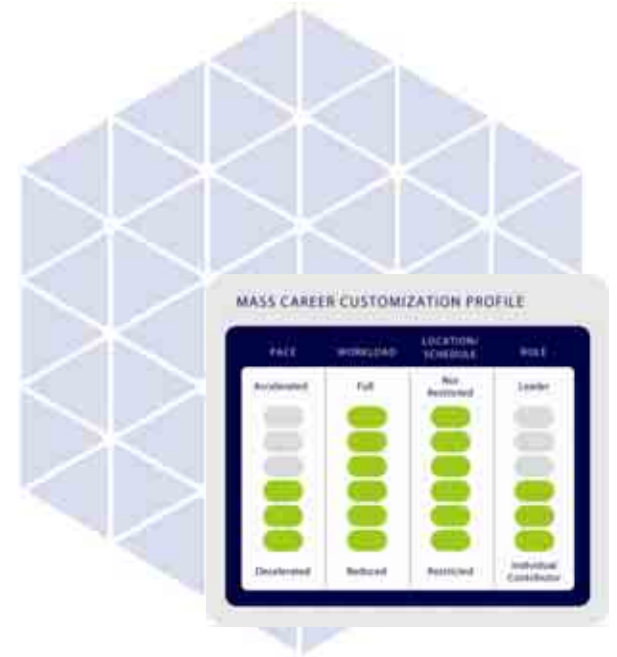 MASS CAREER CUSTOMIZATION PROFILE
PACE WORKLOAD LOCATION/ SCHEDULE ROLE
Accelerated Full Not Restricted Leader
Decelerated Reduced Restricted Individual Contributor